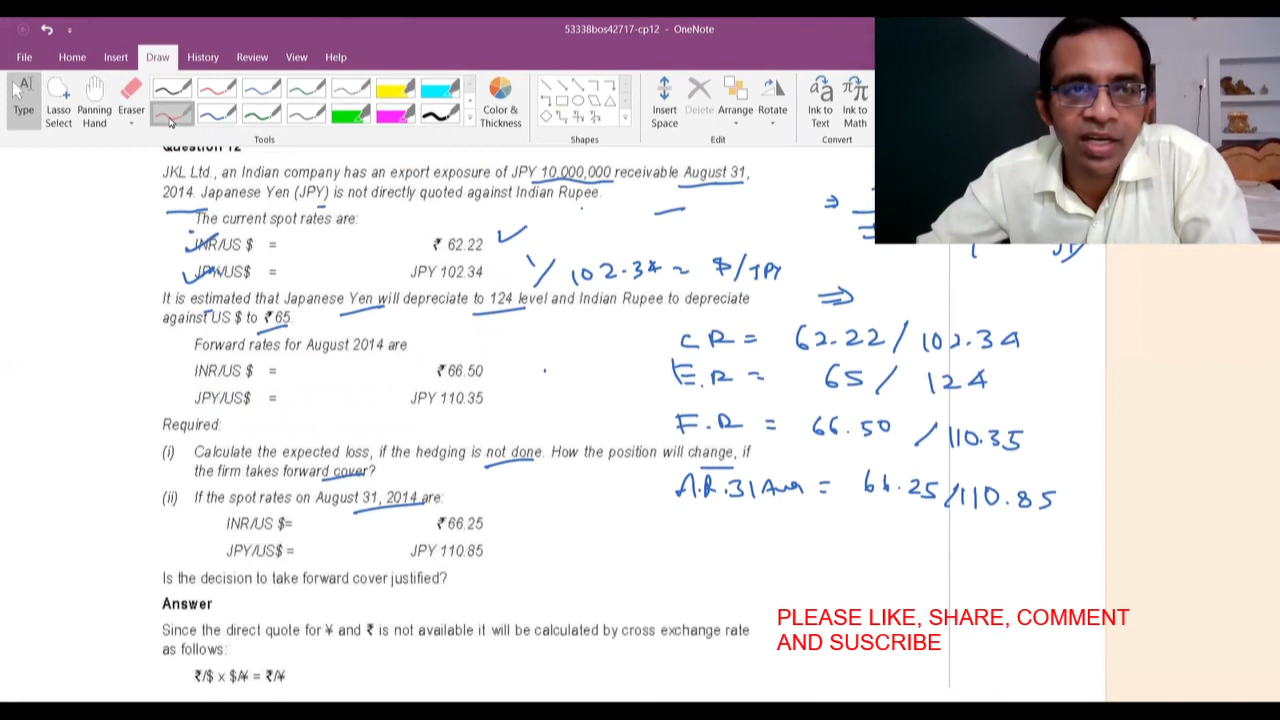 53338bos42717-cp12 - OneNote
File Home Insert Draw History Review View Help
Type Lasso Select Panning Hand Eraser Color & Thickness Insert Space Delete Arrange Rotate Ink to Text Ink to Math
Tools Shapes Edit Convert
Question 12
JKL Ltd., an Indian company has an export exposure of JPY 10,000,000 receivable August 31,
2014. Japanese Yen (JPY) is not directly quoted against Indian Rupee.
The current spot rates are:
INR/US $ = ₹ 62.22
JPY/US$ = JPY 102.34
1/102.34 = $/JPY
It is estimated that Japanese Yen will depreciate to 124 level and Indian Rupee to depreciate
against US $ to ₹ 65.
Forward rates for August 2014 are
INR/US $ = ₹ 66.50
JPY/US$ = JPY 110.35
Required:
(i) Calculate the expected loss, if the hedging is not done. How the position will change, if
the firm takes forward cover?
(ii) If the spot rates on August 31, 2014 are:
INR/US $= ₹ 66.25
JPY/US$ = JPY 110.85
Is the decision to take forward cover justified?
Answer
Since the direct quote for ¥ and ₹ is not available it will be calculated by cross exchange rate
as follows:
₹/$ x $/¥ = ₹/¥
⇒
CR = 62.22/102.34
E.R = 65/124
F.R = 66.50/110.35
A.R.31Aug = 66.25/110.85
PLEASE LIKE, SHARE, COMMENT
AND SUSCRIBE